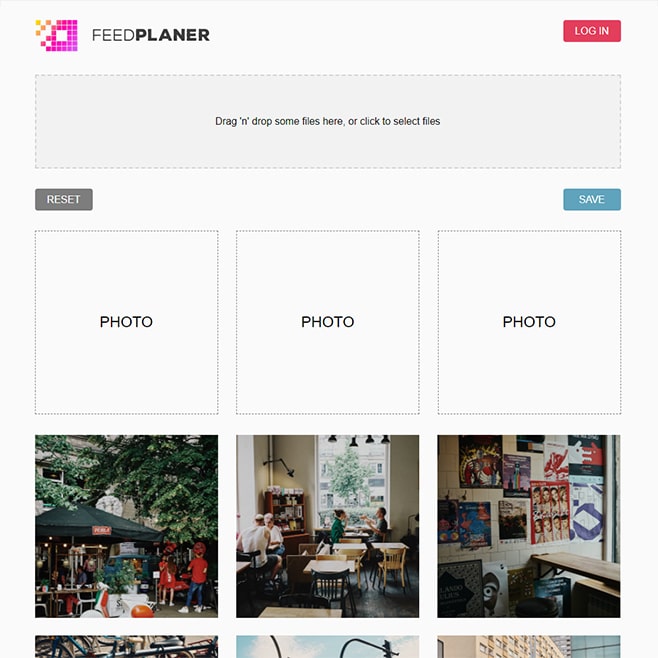 FEEDPLANER
LOG IN
Drag 'n' drop some files here, or click to select files
RESET
SAVE
PHOTO
PHOTO
PHOTO